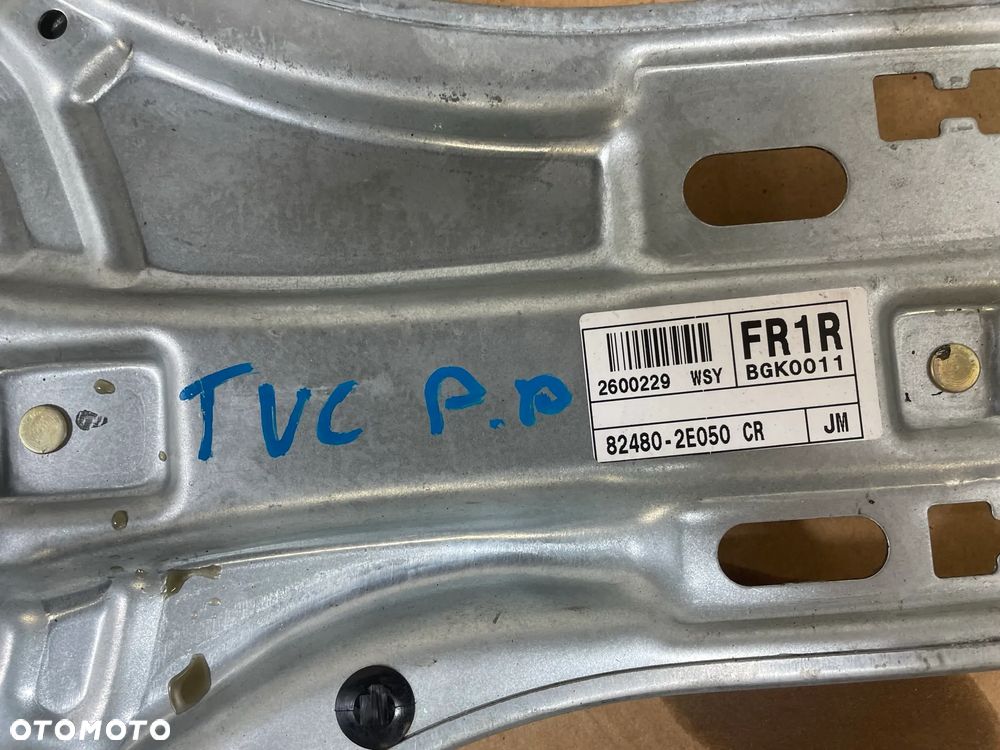 FR1R
2600229 WSY BGK0011
82480-2E050 CR JM
TVC P.P
OTOMOTO